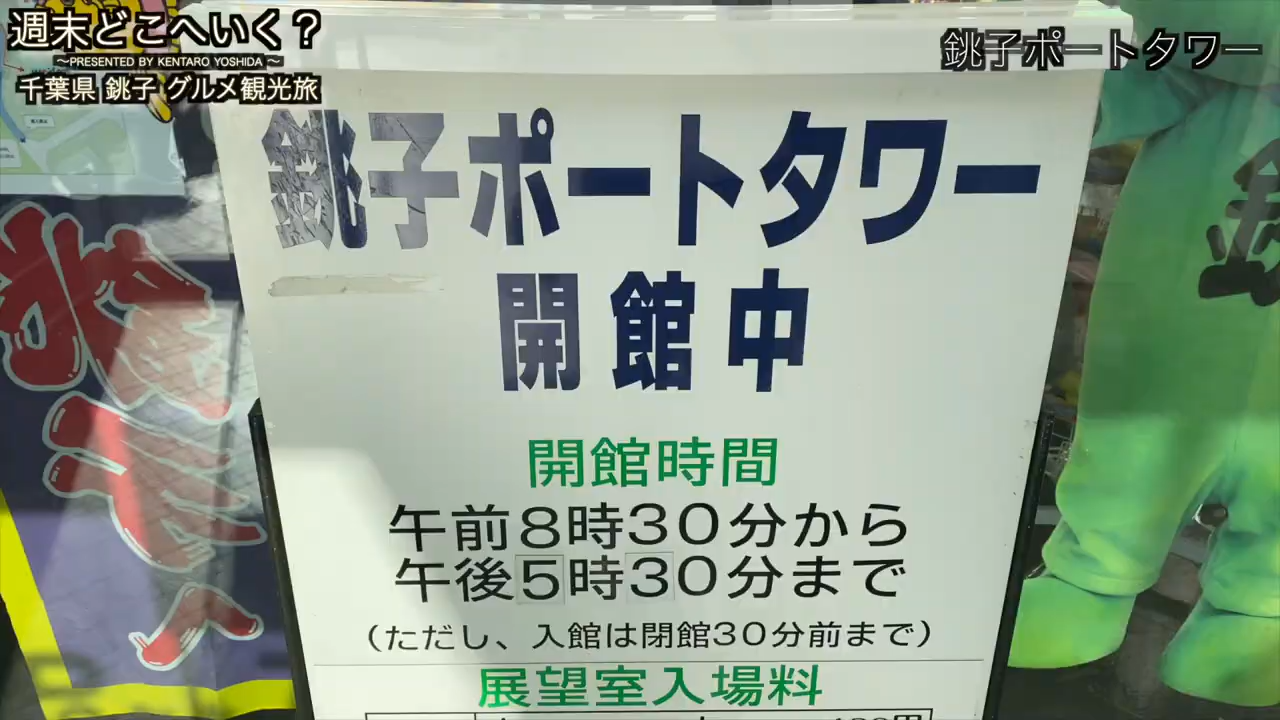 週末どこへいく？
～PRESENTED BY KENTARO YOSHIDA～
千葉県 銚子 グルメ観光旅
銚子ポートタワー
銚子ポートタワー
開館中
開館時間
午前8時30分から
午後5時30分まで
（ただし、入館は閉館30分前まで）
展望室入場料